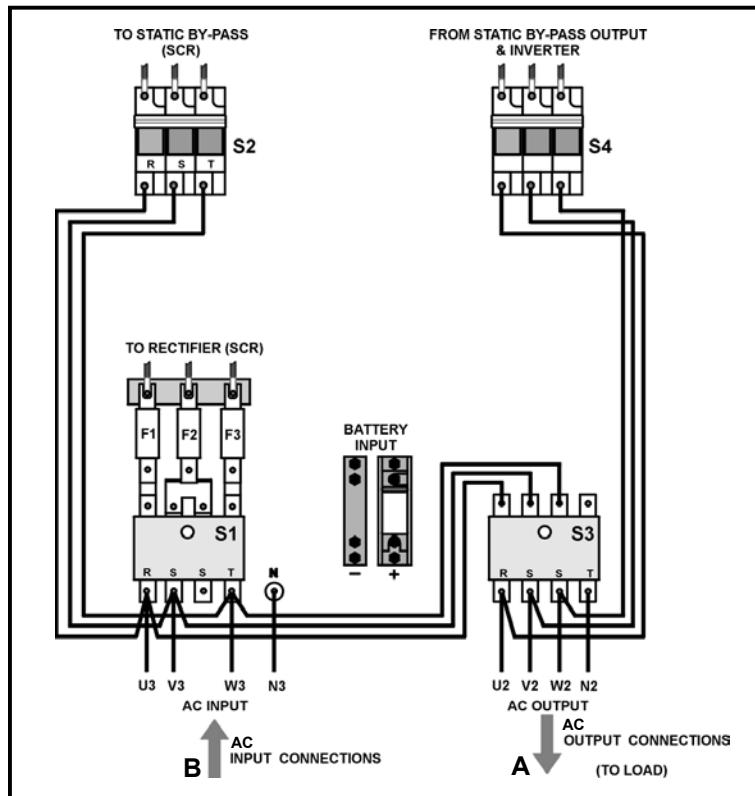 TO STATIC BY-PASS
(SCR)
FROM STATIC BY-PASS OUTPUT
& INVERTER
S2
R S T
S4
TO RECTIFIER (SCR)
F1 F2 F3
BATTERY
INPUT
− +
S1
R S S T
N
S3
R S S T
U3 V3 W3 N3
AC INPUT
U2 V2 W2 N2
AC OUTPUT
B
AC
INPUT CONNECTIONS
A
AC
OUTPUT CONNECTIONS
(TO LOAD)